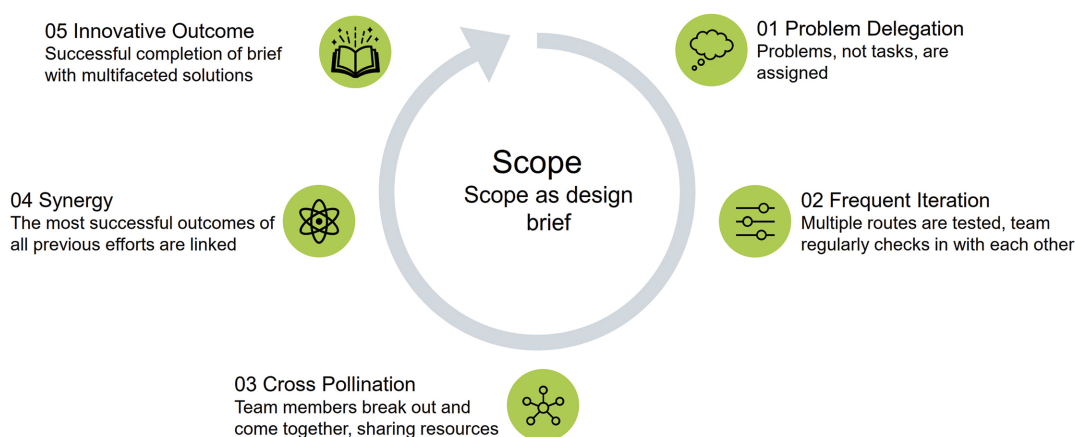 Scope
Scope as design
brief
01 Problem Delegation
Problems, not tasks, are
assigned
02 Frequent Iteration
Multiple routes are tested, team
regularly checks in with each other
03 Cross Pollination
Team members break out and
come together, sharing resources
04 Synergy
The most successful outcomes of
all previous efforts are linked
05 Innovative Outcome
Successful completion of brief
with multifaceted solutions